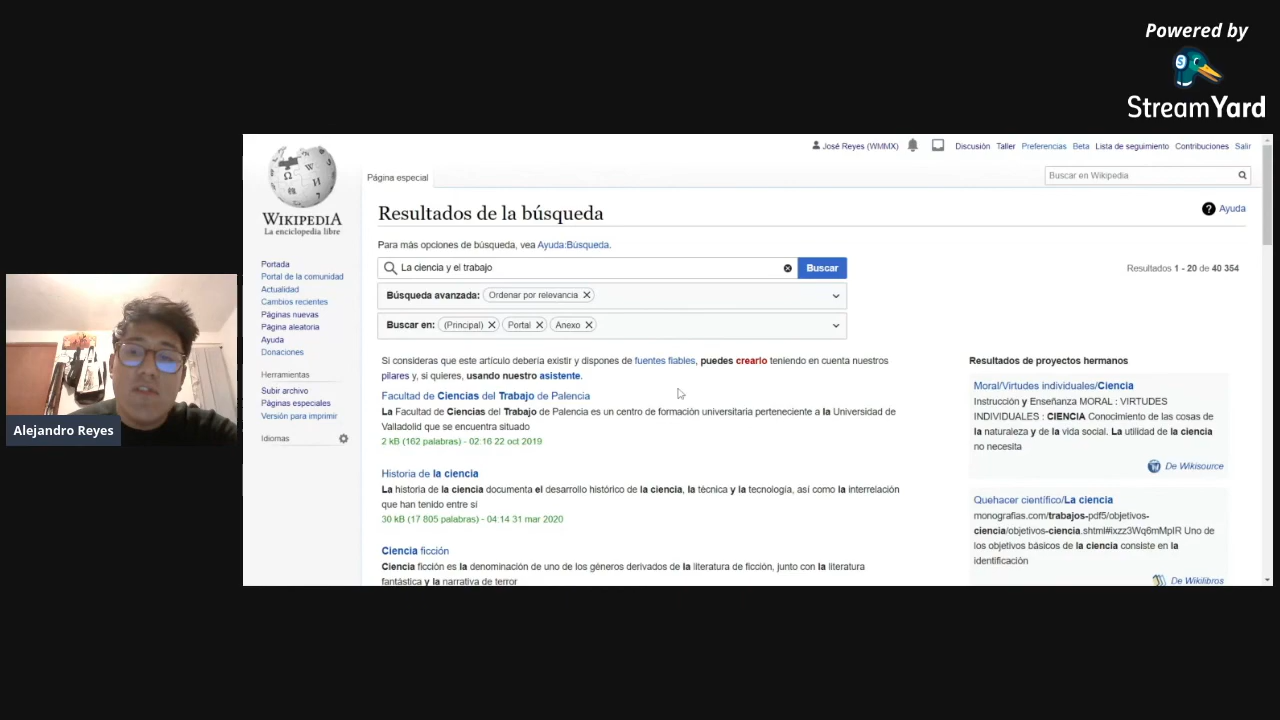 Powered by
StreamYard
José Reyes (WMMX) Discusión Taller Preferencias Beta Lista de seguimiento Contribuciones Salir
WIKIPEDIA
La enciclopedia libre
Página especial
Buscar en Wikipedia
Resultados de la búsqueda
Ayuda
Para más opciones de búsqueda, vea Ayuda:Búsqueda.
La ciencia y el trabajo
Buscar
Resultados 1 - 20 de 40 354
Búsqueda avanzada: Ordenar por relevancia
Buscar en: (Principal) Portal Anexo
Portada
Portal de la comunidad
Actualidad
Cambios recientes
Páginas nuevas
Página aleatoria
Ayuda
Donaciones
Herramientas
Subir archivo
Páginas especiales
Versión para imprimir
Idiomas
Si consideras que este artículo debería existir y dispones de fuentes fiables, puedes crearlo teniendo en cuenta nuestros
pilares y, si quieres, usando nuestro asistente.
Facultad de Ciencias del Trabajo de Palencia
La Facultad de Ciencias del Trabajo de Palencia es un centro de formación universitaria perteneciente a la Universidad de
Valladolid que se encuentra situado
2 kB (162 palabras) - 02:16 22 oct 2019
Historia de la ciencia
La historia de la ciencia documenta el desarrollo histórico de la ciencia, la técnica y la tecnología, así como la interrelación
que han tenido entre sí
30 kB (17 805 palabras) - 04:14 31 mar 2020
Ciencia ficción
Ciencia ficción es la denominación de uno de los géneros derivados de la literatura de ficción, junto con la literatura
fantástica y la narrativa de terror
Resultados de proyectos hermanos
Moral/Virtudes individuales/Ciencia
Instrucción y Enseñanza MORAL : VIRTUDES
INDIVIDUALES : CIENCIA Conocimiento de las cosas de
la naturaleza y de la vida social. La utilidad de la ciencia
no necesita
De Wikisource
Quehacer científico/La ciencia
monografias.com/trabajos-pdf5/objetivos-
ciencia/objetivos-ciencia.shtml#ixzz3Wq6mMpIR Uno de
los objetivos básicos de la ciencia consiste en la
identificación
De Wikilibros
Alejandro Reyes